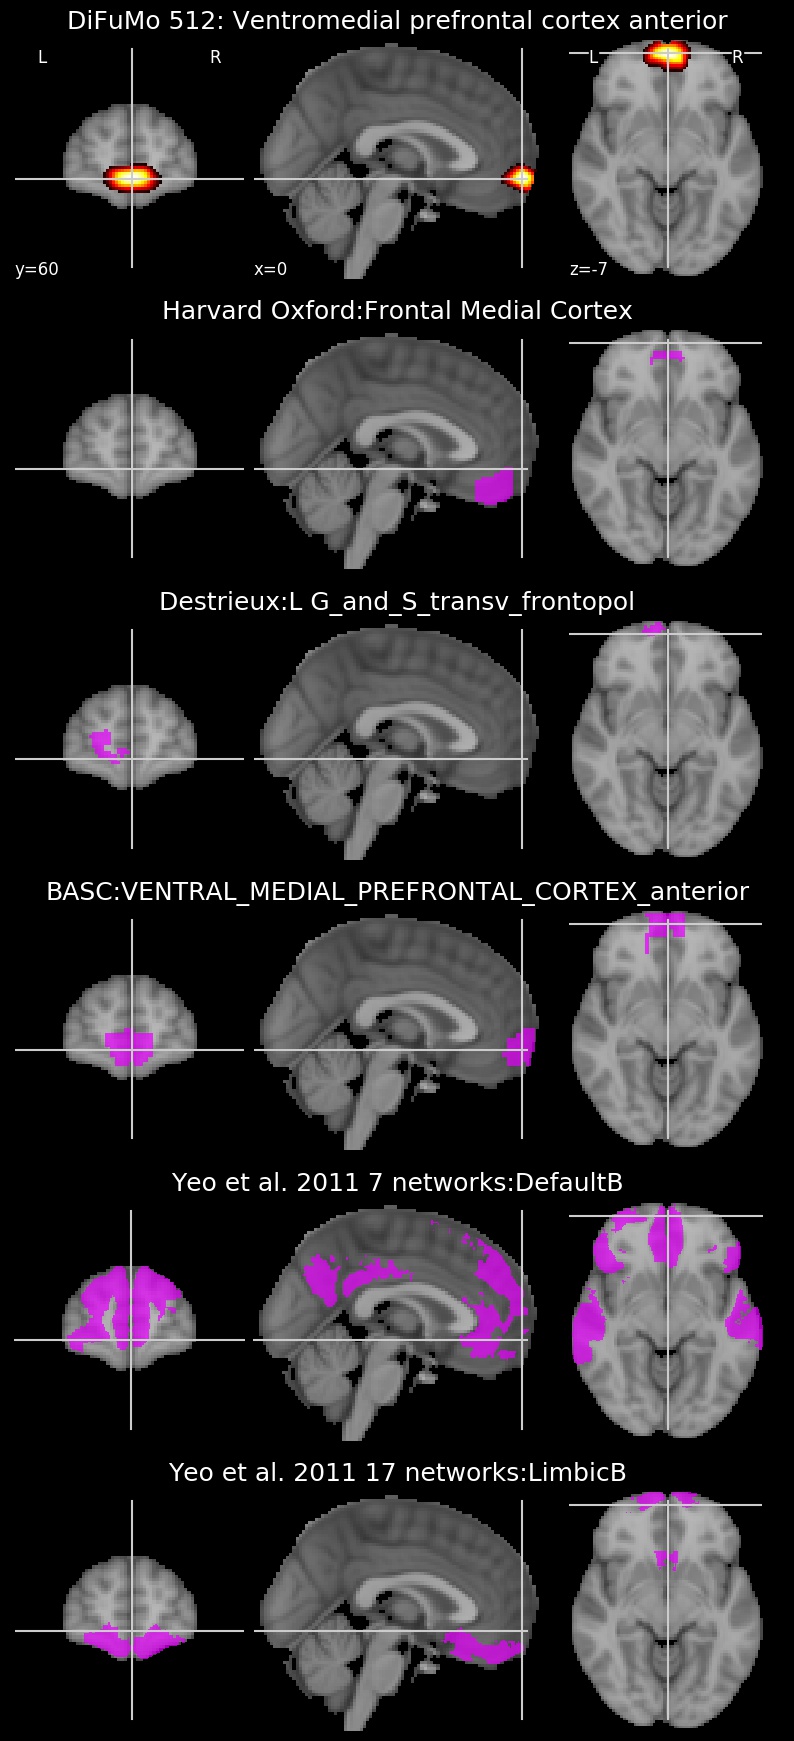 DiFuMo 512: Ventromedial prefrontal cortex anterior
L R L R
y=60 x=0 z=-7
Harvard Oxford:Frontal Medial Cortex
Destrieux:L G_and_S_transv_frontopol
BASC:VENTRAL_MEDIAL_PREFRONTAL_CORTEX_anterior
Yeo et al. 2011 7 networks:DefaultB
Yeo et al. 2011 17 networks:LimbicB